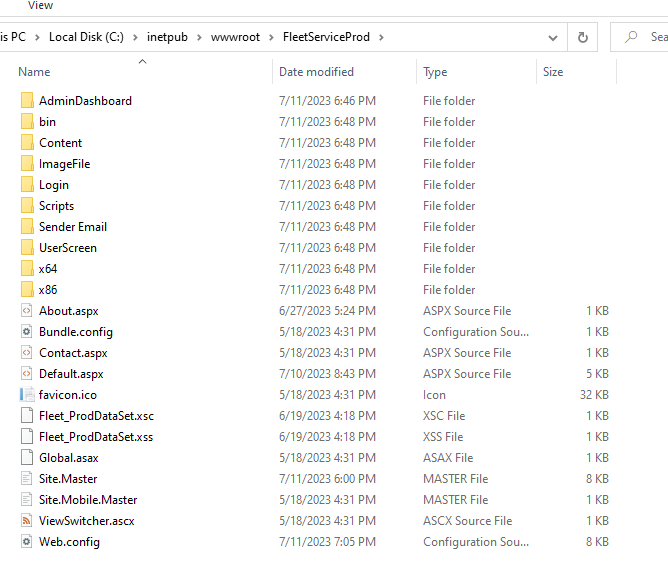 View
is PC > Local Disk (C:) > inetpub > wwwroot > FleetServiceProd >
Sea
Name Date modified Type Size
AdminDashboard 7/11/2023 6:46 PM File folder
bin 7/11/2023 6:48 PM File folder
Content 7/11/2023 6:48 PM File folder
ImageFile 7/11/2023 6:48 PM File folder
Login 7/11/2023 6:48 PM File folder
Scripts 7/11/2023 6:48 PM File folder
Sender Email 7/11/2023 6:48 PM File folder
UserScreen 7/11/2023 6:48 PM File folder
x64 7/11/2023 6:48 PM File folder
x86 7/11/2023 6:48 PM File folder
About.aspx 6/27/2023 5:24 PM ASPX Source File 1 KB
Bundle.config 5/18/2023 4:31 PM Configuration Sou... 1 KB
Contact.aspx 5/18/2023 4:31 PM ASPX Source File 1 KB
Default.aspx 7/10/2023 8:43 PM ASPX Source File 5 KB
favicon.ico 5/18/2023 4:31 PM Icon 32 KB
Fleet_ProdDataSet.xsc 6/19/2023 4:18 PM XSC File 1 KB
Fleet_ProdDataSet.xss 6/19/2023 4:18 PM XSS File 1 KB
Global.asax 5/18/2023 4:31 PM ASAX File 1 KB
Site.Master 7/11/2023 6:00 PM MASTER File 8 KB
Site.Mobile.Master 5/18/2023 4:31 PM MASTER File 1 KB
ViewSwitcher.ascx 5/18/2023 4:31 PM ASCX Source File 1 KB
Web.config 7/11/2023 7:05 PM Configuration Sou... 8 KB